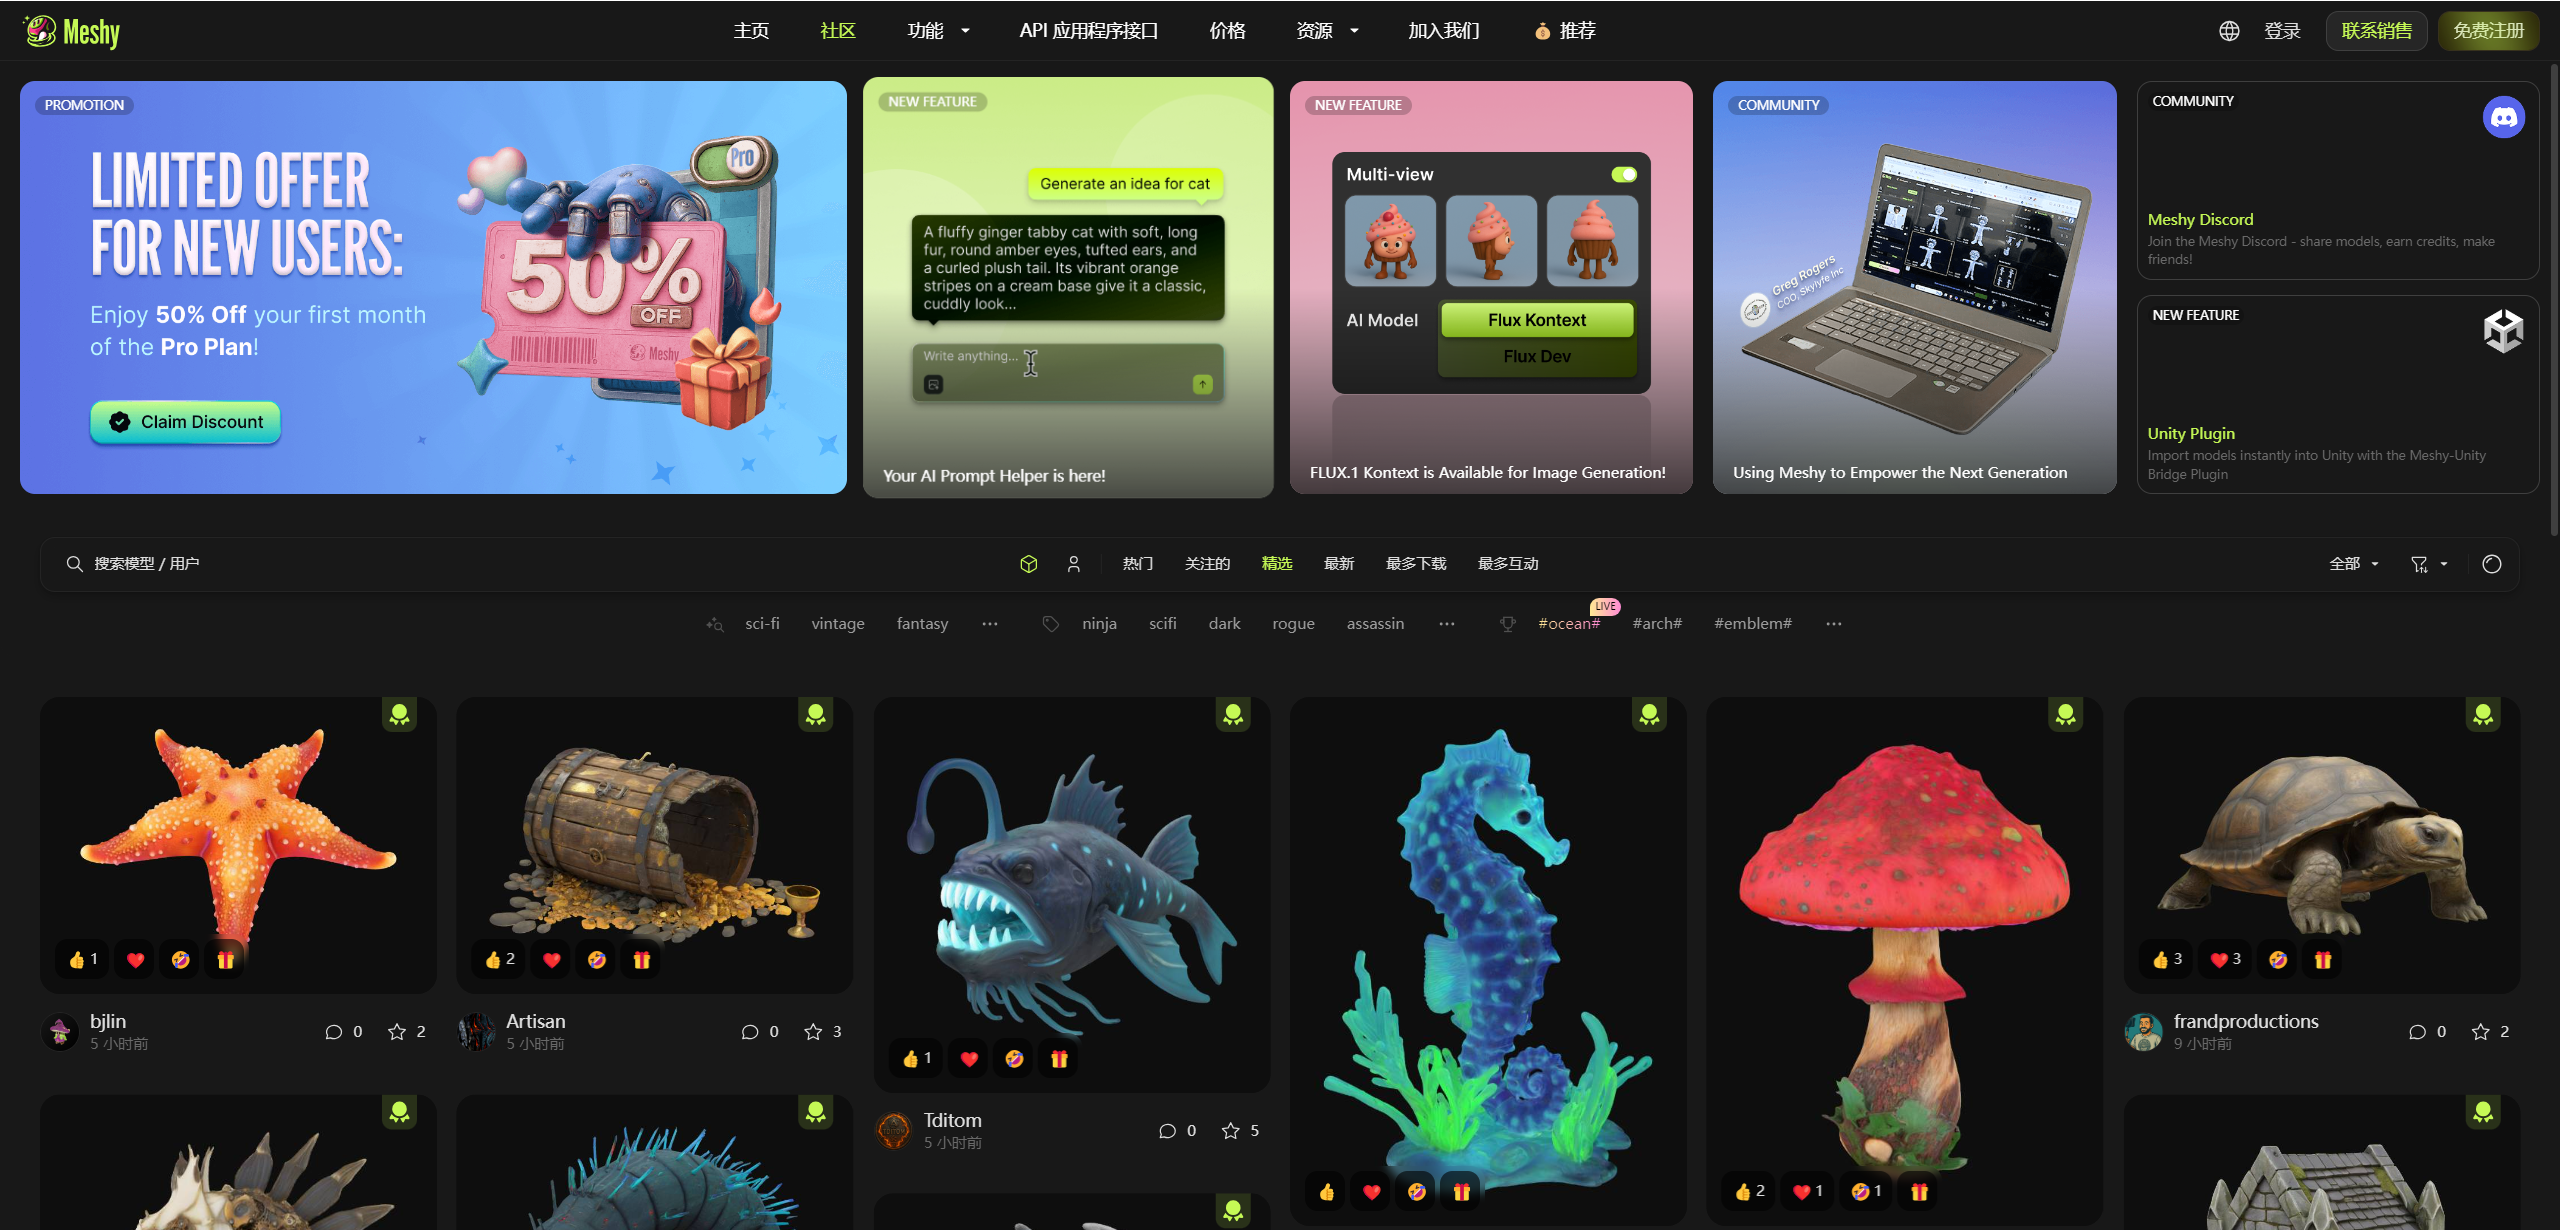 Meshy
主页
社区
功能
API 应用程序接口
价格
资源
加入我们
推荐
登录
联系销售
免费注册
PROMOTION
LIMITED OFFER
FOR NEW USERS:
Enjoy 50% Off your first month
of the Pro Plan!
Claim Discount
Pro
50%
OFF
Meshy
NEW FEATURE
Generate an idea for cat
A fluffy ginger tabby cat with soft, long
fur, round amber eyes, tufted ears, and
a curled plush tail. Its vibrant orange
stripes on a cream base give it a classic,
cuddly look...
Write anything...
Your AI Prompt Helper is here!
NEW FEATURE
Multi-view
AI Model
Flux Kontext
Flux Dev
FLUX.1 Kontext is Available for Image Generation!
COMMUNITY
Greg Rogers
COO, Skylyfe Inc
Using Meshy to Empower the Next Generation
COMMUNITY
Meshy Discord
Join the Meshy Discord - share models, earn credits, make
friends!
NEW FEATURE
Unity Plugin
Import models instantly into Unity with the Meshy-Unity
Bridge Plugin
搜索模型 / 用户
热门
关注的
精选
最新
最多下载
最多互动
全部
sci-fi
vintage
fantasy
ninja
scifi
dark
rogue
assassin
LIVE
#ocean#
#arch#
#emblem#
1
bjlin
5 小时前
0
2
2
Artisan
5 小时前
0
3
1
Tditom
5 小时前
0
5
2
1
1
3
3
frandproductions
9 小时前
0
2